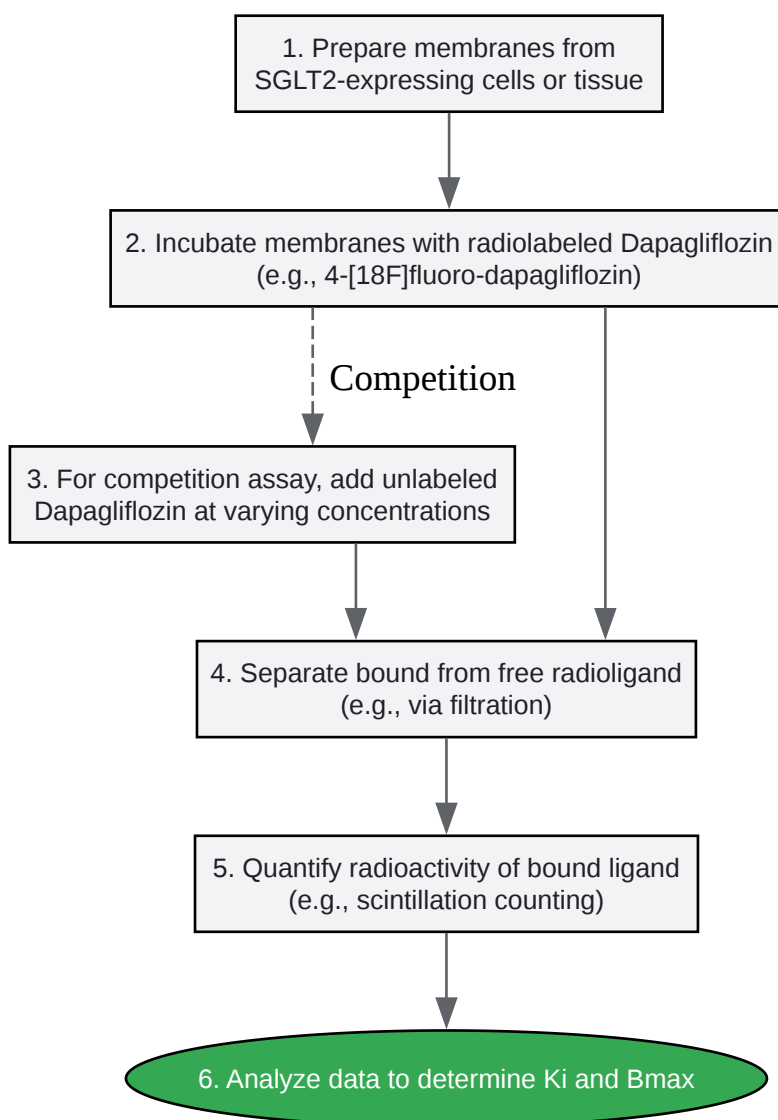 1. Prepare membranes from
SGLT2-expressing cells or tissue
2. Incubate membranes with radiolabeled Dapagliflozin
(e.g., 4-[18F]fluoro-dapagliflozin)
Competition
3. For competition assay, add unlabeled
Dapagliflozin at varying concentrations
4. Separate bound from free radioligand
(e.g., via filtration)
5. Quantify radioactivity of bound ligand
(e.g., scintillation counting)
6. Analyze data to determine Ki and Bmax